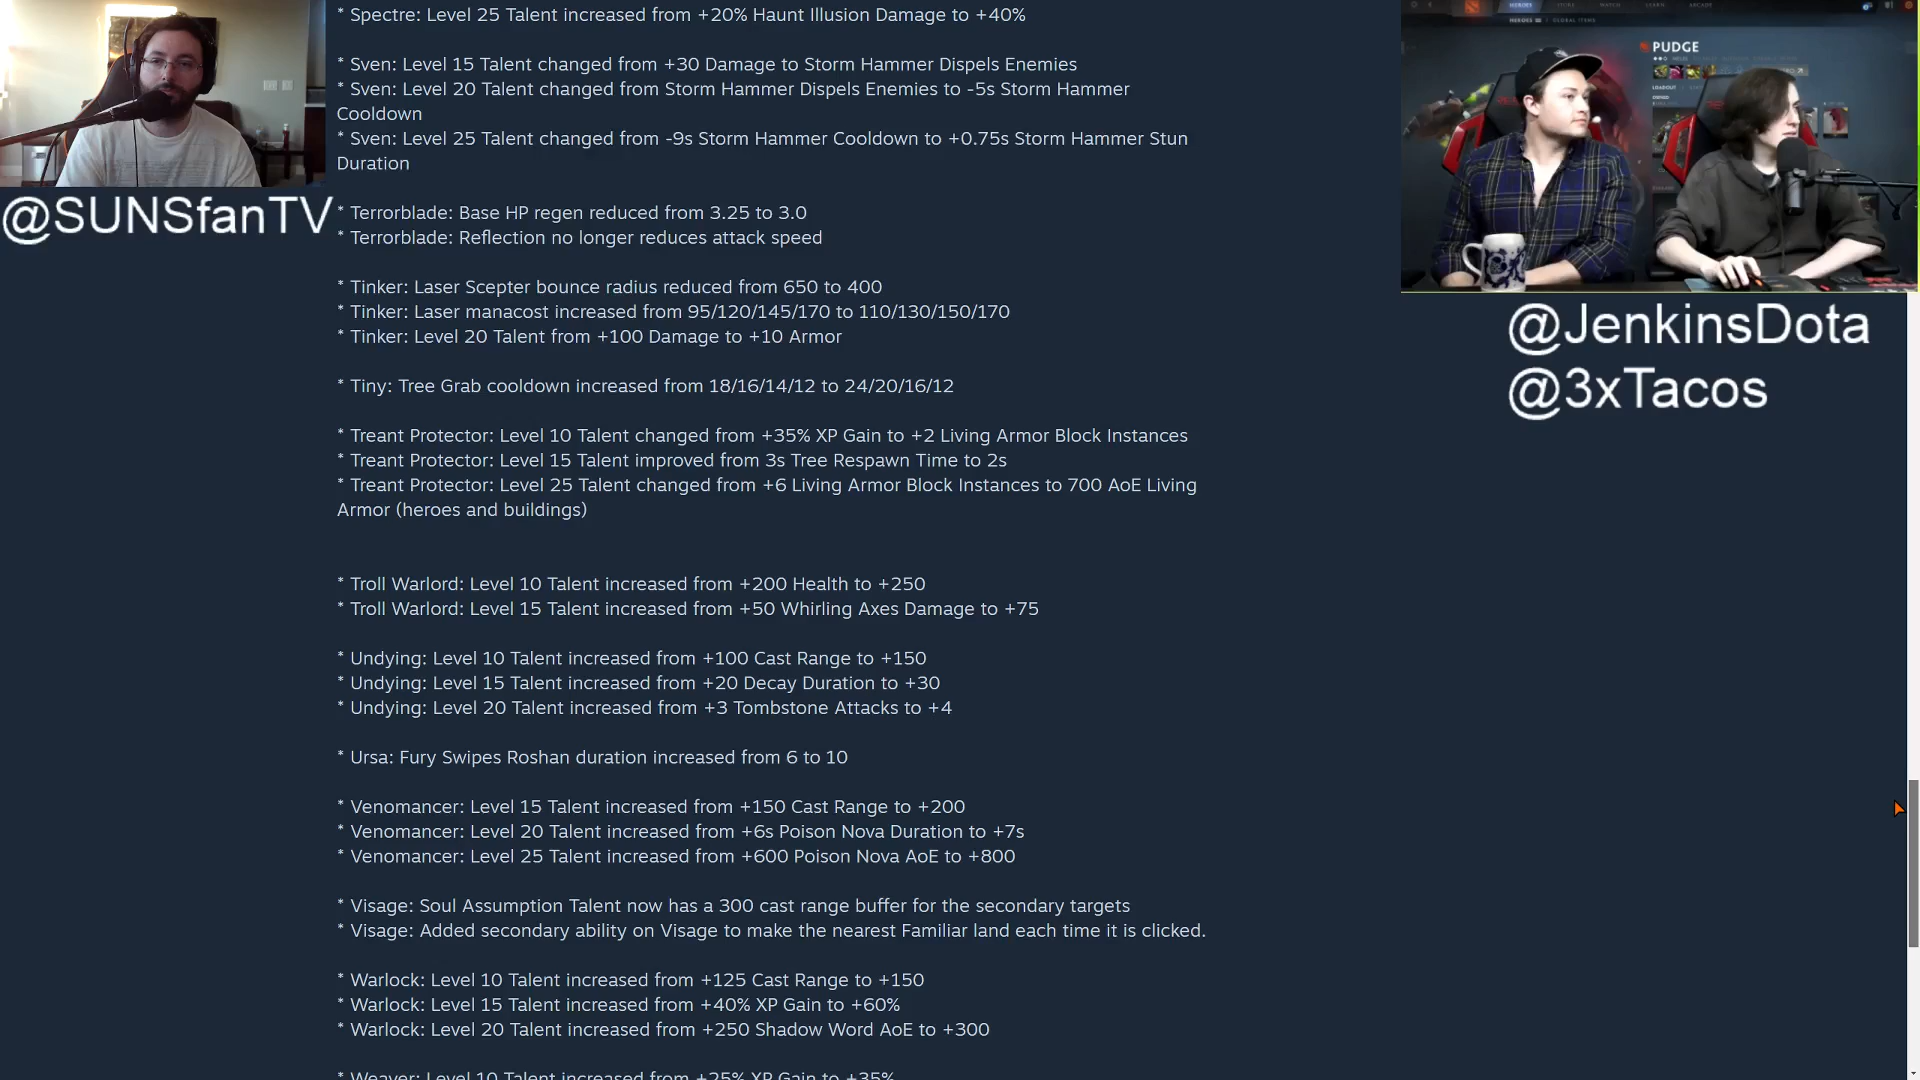 * Spectre: Level 25 Talent increased from +20% Haunt Illusion Damage to +40%
* Sven: Level 15 Talent changed from +30 Damage to Storm Hammer Dispels Enemies
* Sven: Level 20 Talent changed from Storm Hammer Dispels Enemies to -5s Storm Hammer
Cooldown
* Sven: Level 25 Talent changed from -9s Storm Hammer Cooldown to +0.75s Storm Hammer Stun
Duration
@SUNSfanTV
* Terrorblade: Base HP regen reduced from 3.25 to 3.0
* Terrorblade: Reflection no longer reduces attack speed
* Tinker: Laser Scepter bounce radius reduced from 650 to 400
* Tinker: Laser manacost increased from 95/120/145/170 to 110/130/150/170
* Tinker: Level 20 Talent from +100 Damage to +10 Armor
* Tiny: Tree Grab cooldown increased from 18/16/14/12 to 24/20/16/12
* Treant Protector: Level 10 Talent changed from +35% XP Gain to +2 Living Armor Block Instances
* Treant Protector: Level 15 Talent improved from 3s Tree Respawn Time to 2s
* Treant Protector: Level 25 Talent changed from +6 Living Armor Block Instances to 700 AoE Living
Armor (heroes and buildings)
* Troll Warlord: Level 10 Talent increased from +200 Health to +250
* Troll Warlord: Level 15 Talent increased from +50 Whirling Axes Damage to +75
* Undying: Level 10 Talent increased from +100 Cast Range to +150
* Undying: Level 15 Talent increased from +20 Decay Duration to +30
* Undying: Level 20 Talent increased from +3 Tombstone Attacks to +4
* Ursa: Fury Swipes Roshan duration increased from 6 to 10
* Venomancer: Level 15 Talent increased from +150 Cast Range to +200
* Venomancer: Level 20 Talent increased from +6s Poison Nova Duration to +7s
* Venomancer: Level 25 Talent increased from +600 Poison Nova AoE to +800
* Visage: Soul Assumption Talent now has a 300 cast range buffer for the secondary targets
* Visage: Added secondary ability on Visage to make the nearest Familiar land each time it is clicked.
* Warlock: Level 10 Talent increased from +125 Cast Range to +150
* Warlock: Level 15 Talent increased from +40% XP Gain to +60%
* Warlock: Level 20 Talent increased from +250 Shadow Word AoE to +300
* Weaver: Level 10 Talent increased from +25% XP Gain to +35%
HEROES
HEROES
GLOBAL ITEMS
PUDGE
@JenkinsDota
@3xTacos